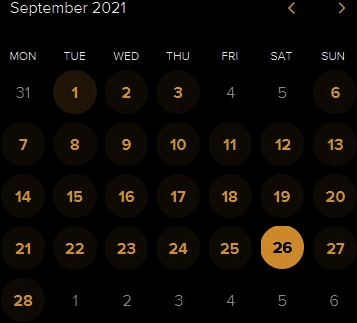 September 2021 < >
MON TUE WED THU FRI SAT SUN
31 1 2 3 4 5 6
7 8 9 10 11 12 13
14 15 16 17 18 19 20
21 22 23 24 25 26 27
28 1 2 3 4 5 6